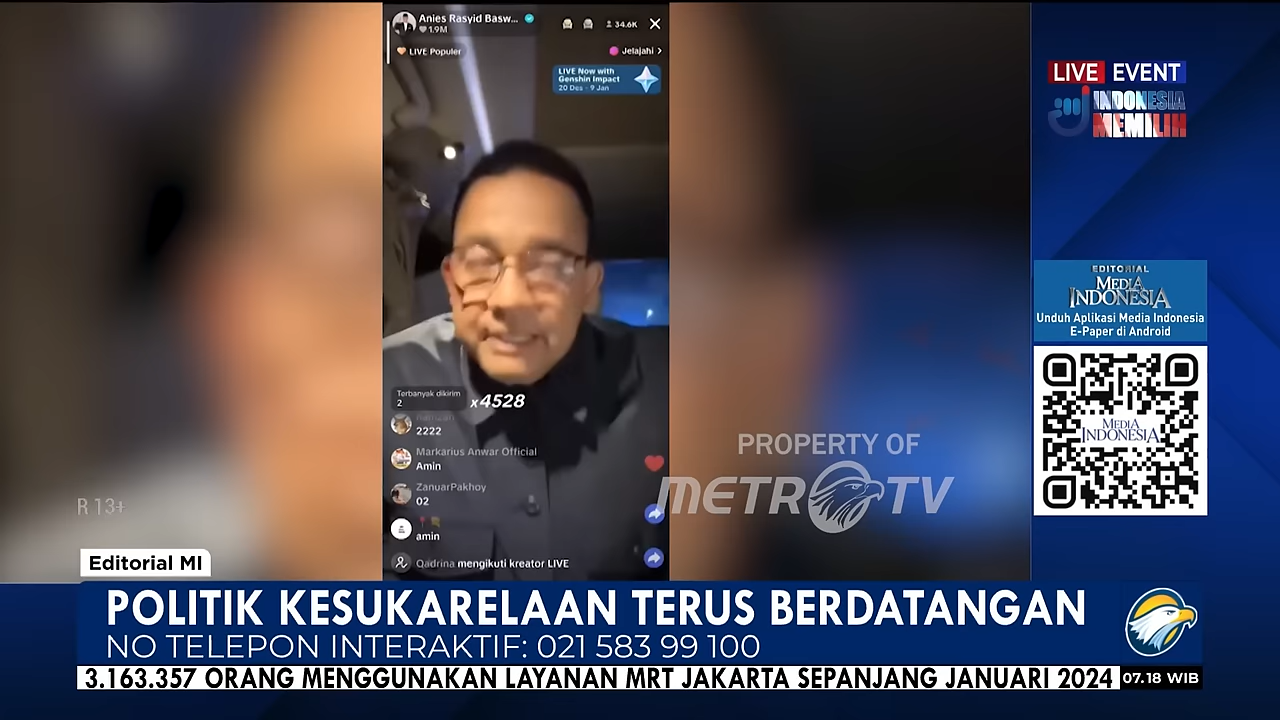 Anies Rasyid Basw...
1.9M
34.6K
LIVE Populer
Jelajahi >
LIVE Now with
Genshin Impact
20 Des - 9 Jan
Terbanyak dikirim
2
x4528
2222
Markarius Anwar Official
Amin
ZanuarPakhoy
02
amin
Qadrina mengikuti kreator LIVE
LIVE EVENT
INDONESIA
MEMILIH
EDITORIAL
MEDIA
INDONESIA
Unduh Aplikasi Media Indonesia
E-Paper di Android
MEDIA
INDONESIA
PROPERTY OF
METRO TV
R 13+
Editorial MI
POLITIK KESUKARELAAN TERUS BERDATANGAN
NO TELEPON INTERAKTIF: 021 583 99 100
3.163.357 ORANG MENGGUNAKAN LAYANAN MRT JAKARTA SEPANJANG JANUARI 2024
07.18 WIB